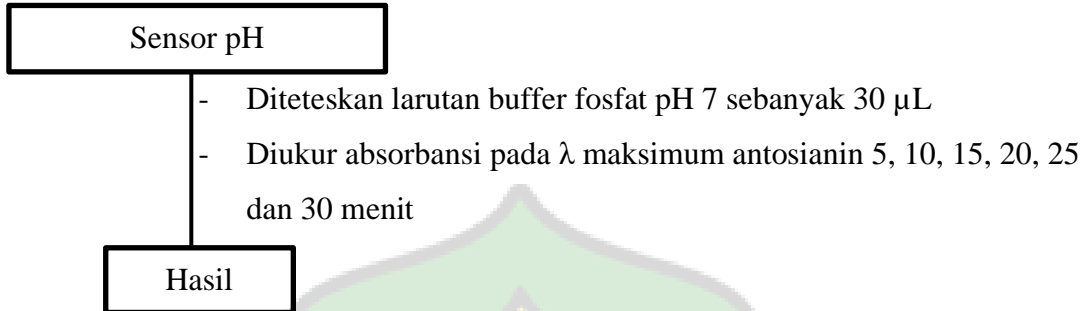 Sensor pH
- Diteteskan larutan buffer fosfat pH 7 sebanyak 30 µL
- Diukur absorbansi pada λ maksimum antosianin 5, 10, 15, 20, 25
dan 30 menit
Hasil